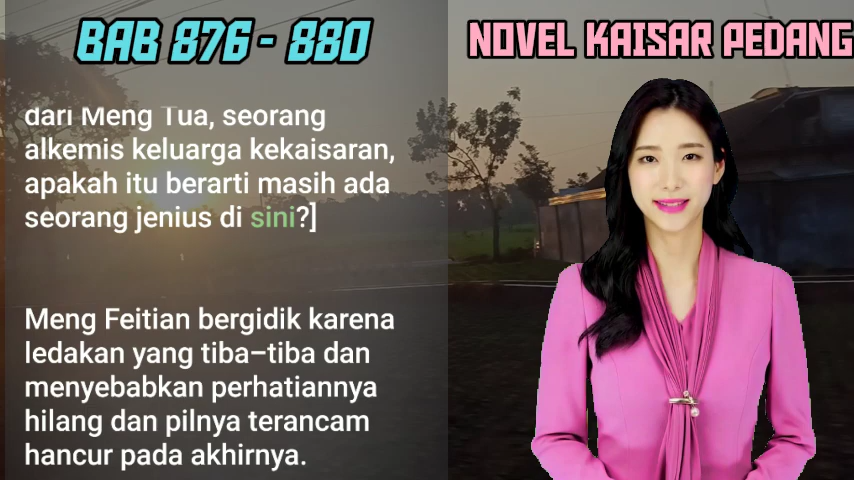 BAB 876 - 880
NOVEL KAISAR PEDANG
dari Meng Tua, seorang
alkemis keluarga kekaisaran,
apakah itu berarti masih ada
seorang jenius di sini?]
Meng Feitian bergidik karena
ledakan yang tiba–tiba dan
menyebabkan perhatiannya
hilang dan pilnya terancam
hancur pada akhirnya.